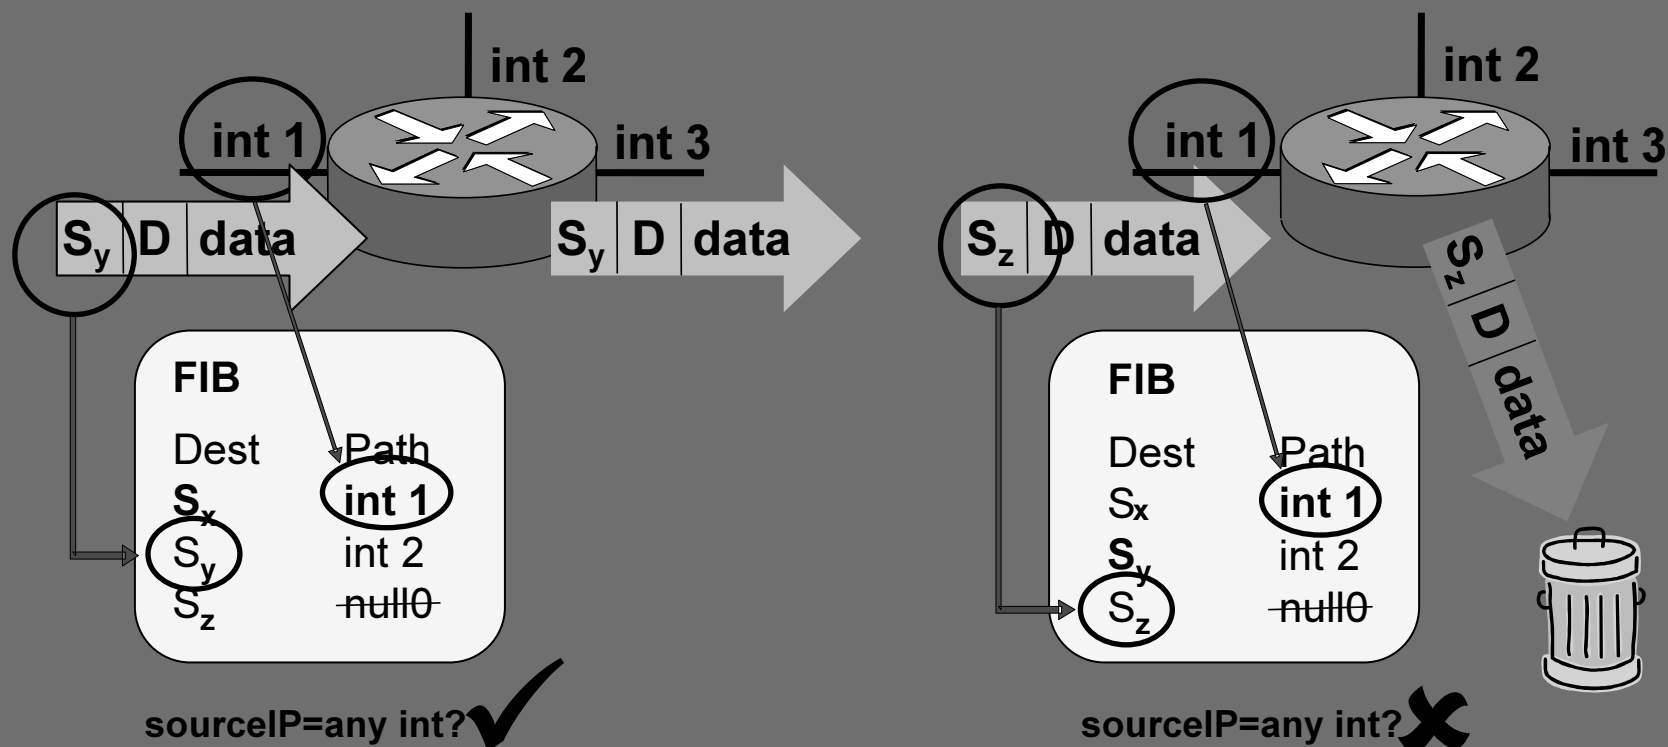 int 2
int 1
int 3
Sy D data
Sy D data
FIB
Dest Path
Sx int 1
Sy int 2
Sz null0
sourceIP=any int?
int 2
int 1
int 3
Sz D data
Sz D data
FIB
Dest Path
Sx int 1
Sy int 2
Sz null0
sourceIP=any int?